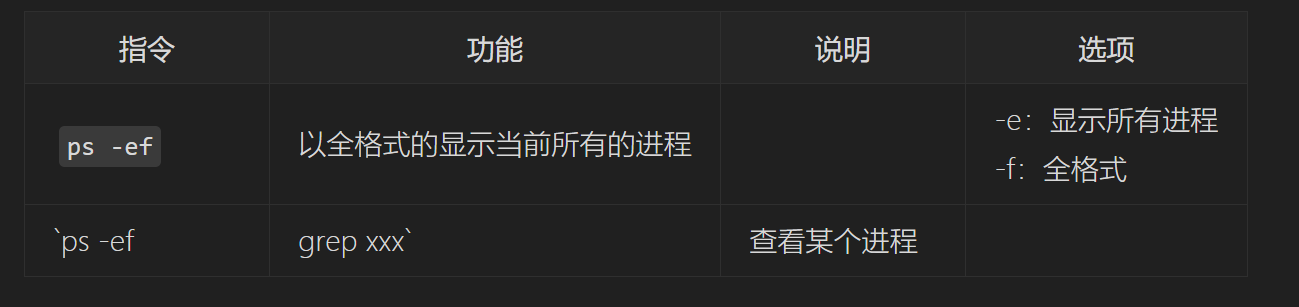 指令 功能 说明 选项
ps -ef 以全格式的显示当前所有的进程 -e：显示所有进程
-f：全格式
`ps -ef grep xxx` 查看某个进程